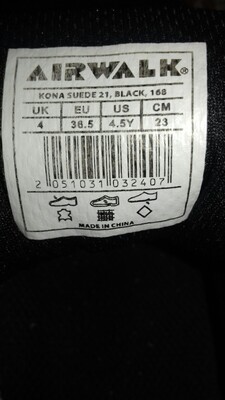 AIRWALK®
KONA SUEDE 21, BLACK, 168
UK EU US CM
4 36.5 4.5Y 23
2 051031 032407
MADE IN CHINA